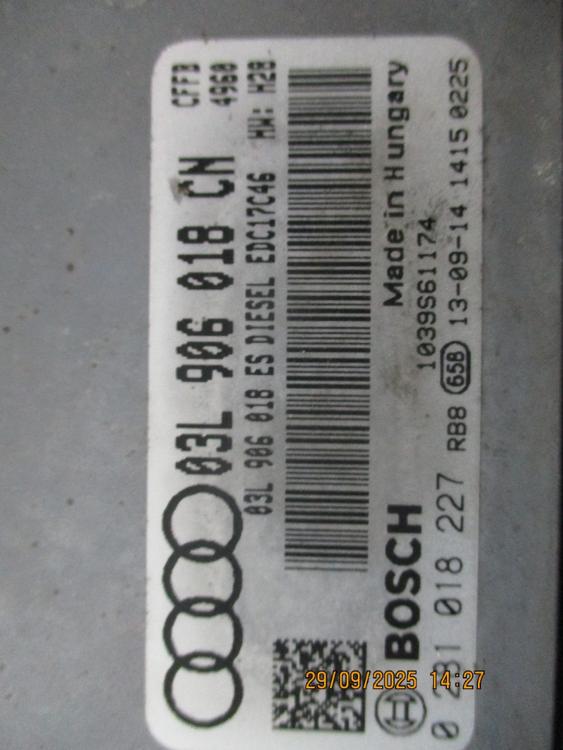 03L 906 018 CN
CFFB
4960
03L 906 018 ES DIESEL EDC17C46
HW: H28
BOSCH
Made in Hungary
1039S61174
0 281 018 227
RB8 658 13-09-14 1415 0225
29/09/2025 14:27